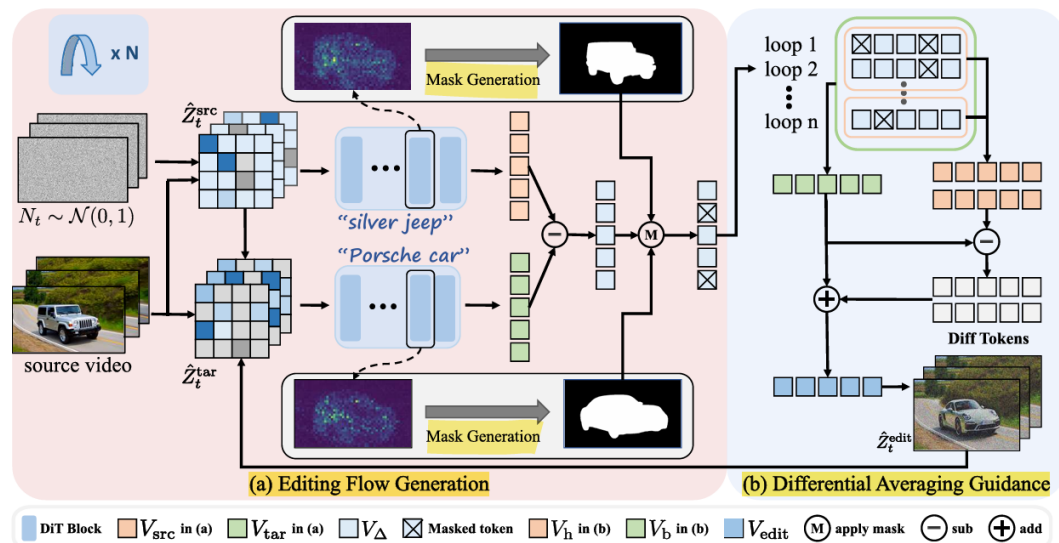 x N
Ẑ_t^src
N_t ∼ 𝒩(0, 1)
source video
Ẑ_t^tar
Mask Generation
"silver jeep"
"Porsche car"
−
M
Mask Generation
(a) Editing Flow Generation
loop 1
loop 2
loop n
−
+
Diff Tokens
Ẑ_t^edit
(b) Differential Averaging Guidance
DiT Block
V_src in (a)
V_tar in (a)
V_Δ
Masked token
V_h in (b)
V_b in (b)
V_edit
M apply mask
− sub
+ add